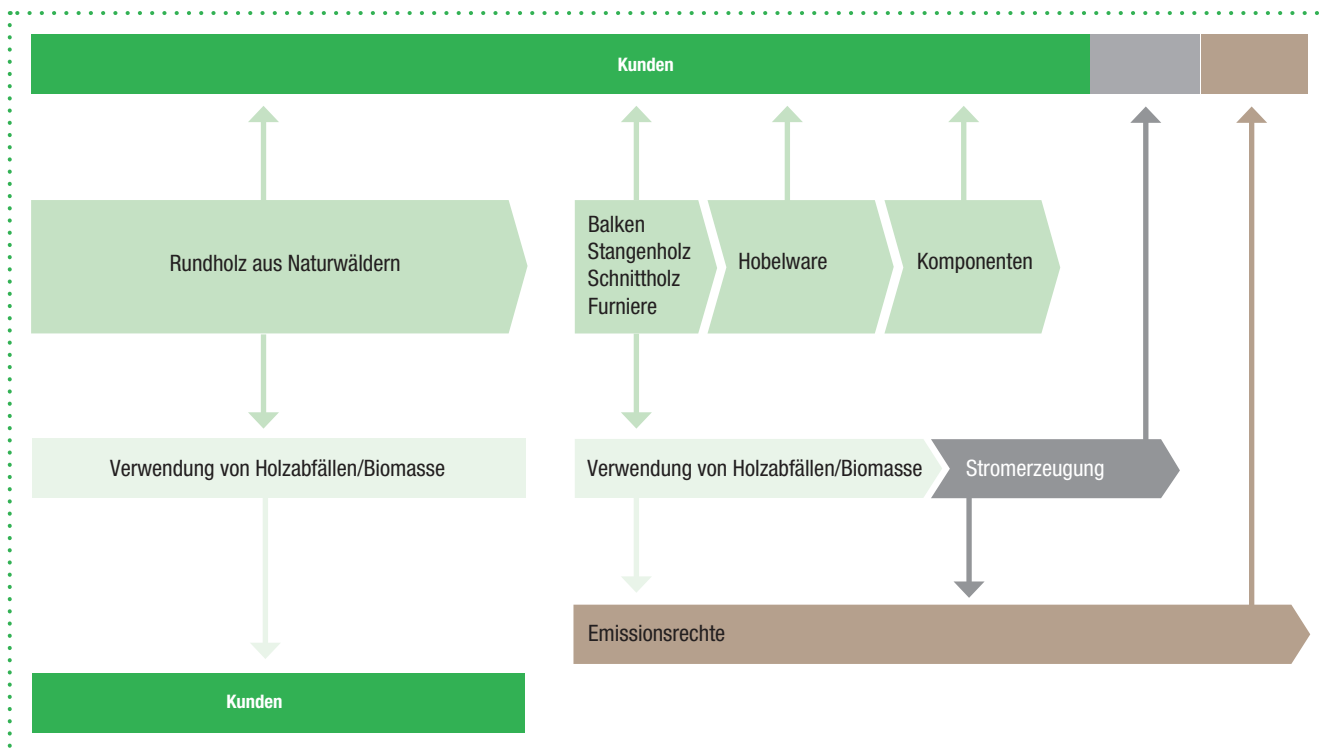 Kunden
Rundholz aus Naturwäldern
Balken
Stangenholz
Schnittholz
Furniere
Hobelware
Komponenten
Verwendung von Holzabfällen/Biomasse
Verwendung von Holzabfällen/Biomasse
Stromerzeugung
Emissionsrechte
Kunden